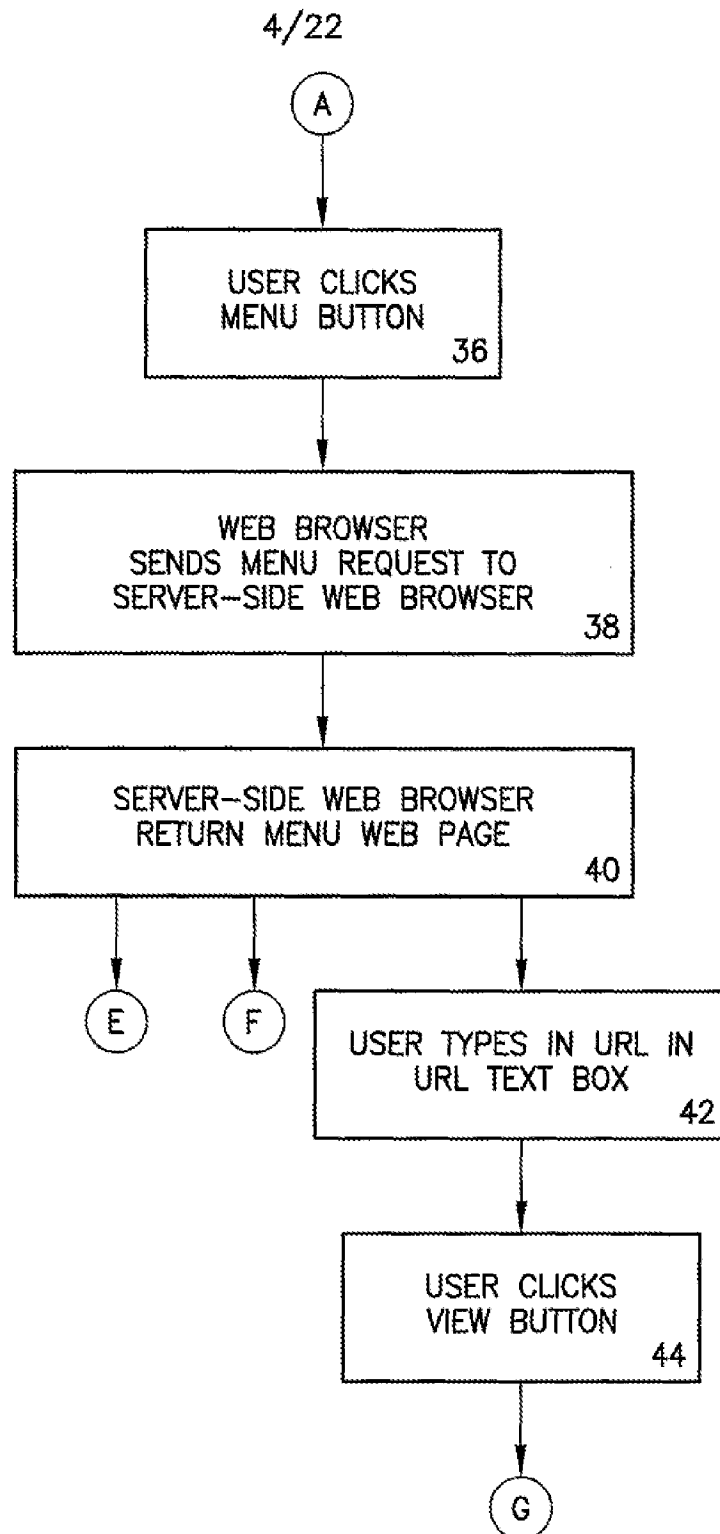 4/22
A
USER CLICKS
MENU BUTTON
36
WEB BROWSER
SENDS MENU REQUEST TO
SERVER-SIDE WEB BROWSER
38
SERVER-SIDE WEB BROWSER
RETURN MENU WEB PAGE
40
E F
USER TYPES IN URL IN
URL TEXT BOX
42
USER CLICKS
VIEW BUTTON
44
G